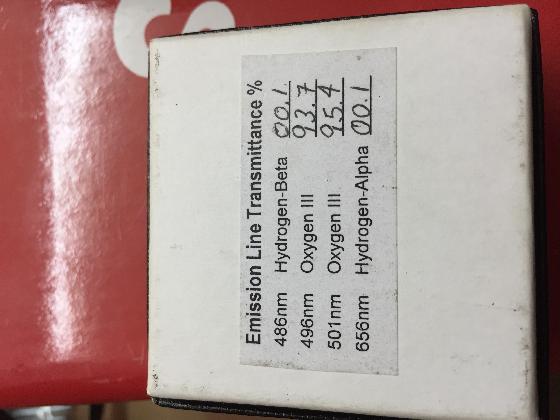 Emission Line Transmittance %
486nm Hydrogen-Beta 00.1
496nm Oxygen III 93.7
501nm Oxygen III 95.4
656nm Hydrogen-Alpha 00.1